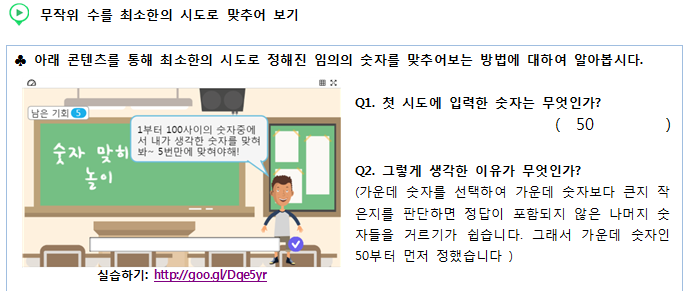 무작위 수를 최소한의 시도로 맞추어 보기
♣ 아래 콘텐츠를 통해 최소한의 시도로 정해진 임의의 숫자를 맞추어보는 방법에 대하여 알아봅시다.
남은 기회 5
1부터 100사이의 숫자중에
서 내가 생각한 숫자를 맞혀
봐~ 5번만에 맞혀야해!
숫자 맞히
놀이
실습하기: http://goo.gl/Dqe5yr
Q1. 첫 시도에 입력한 숫자는 무엇인가?
( 50 )
Q2. 그렇게 생각한 이유가 무엇인가?
(가운데 숫자를 선택하여 가운데 숫자보다 큰지 작
은지를 판단하면 정답이 포함되지 않은 나머지 숫
자들을 거르기가 쉽습니다. 그래서 가운데 숫자인
50부터 먼저 정했습니다 )